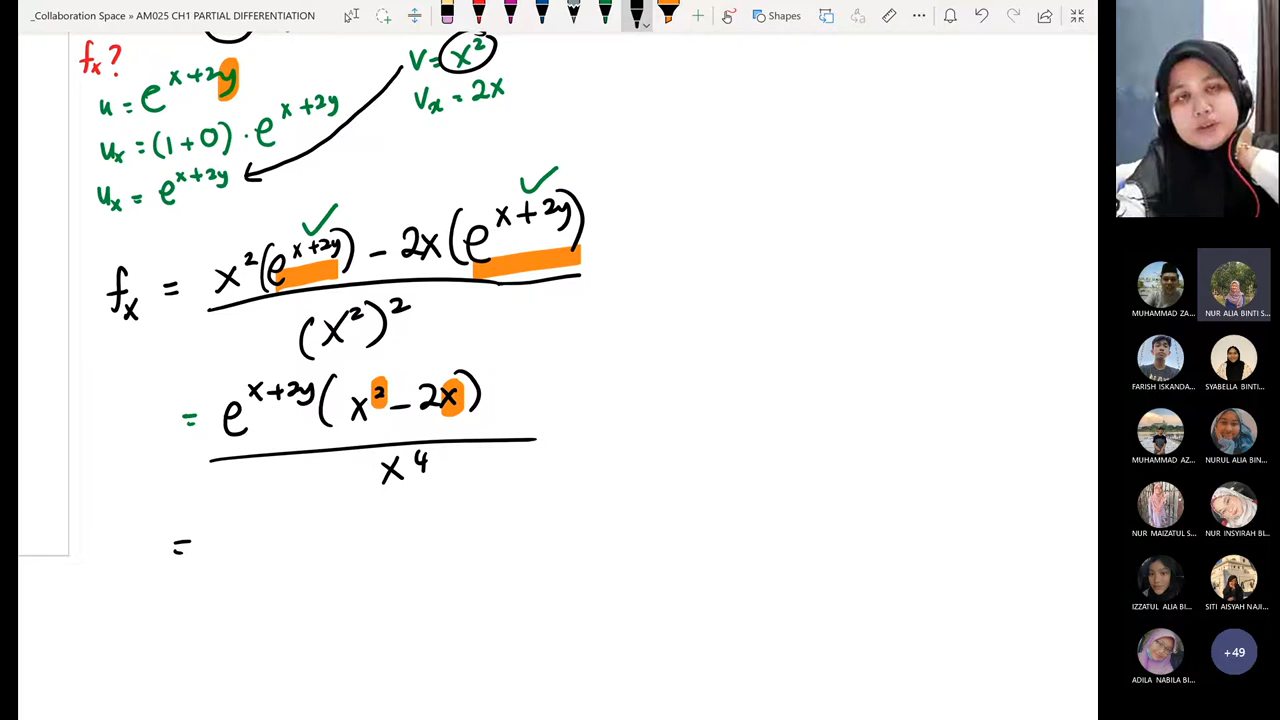 _Collaboration Space » AM025 CH1 PARTIAL DIFFERENTIATION
Shapes
fx?
u = e^(x+2y)
ux = (1+0) · e^(x+2y)
ux = e^(x+2y)
v = x²
vx = 2x
fx = x²(e^(x+2y)) – 2x(e^(x+2y))
(x²)²
= e^(x+2y)(x² – 2x)
x⁴
=
MUHAMMAD ZA...
NUR ALIA BINTI S...
FARISH ISKANDA...
SYABELLA BINTI...
MUHAMMAD AZ...
NURUL ALIA BIN...
NUR MAIZATUL S...
NUR INSYIRAH BI...
IZZATUL ALIA BI...
SITI AISYAH NAJI...
ADILA NABILA BI...
+49